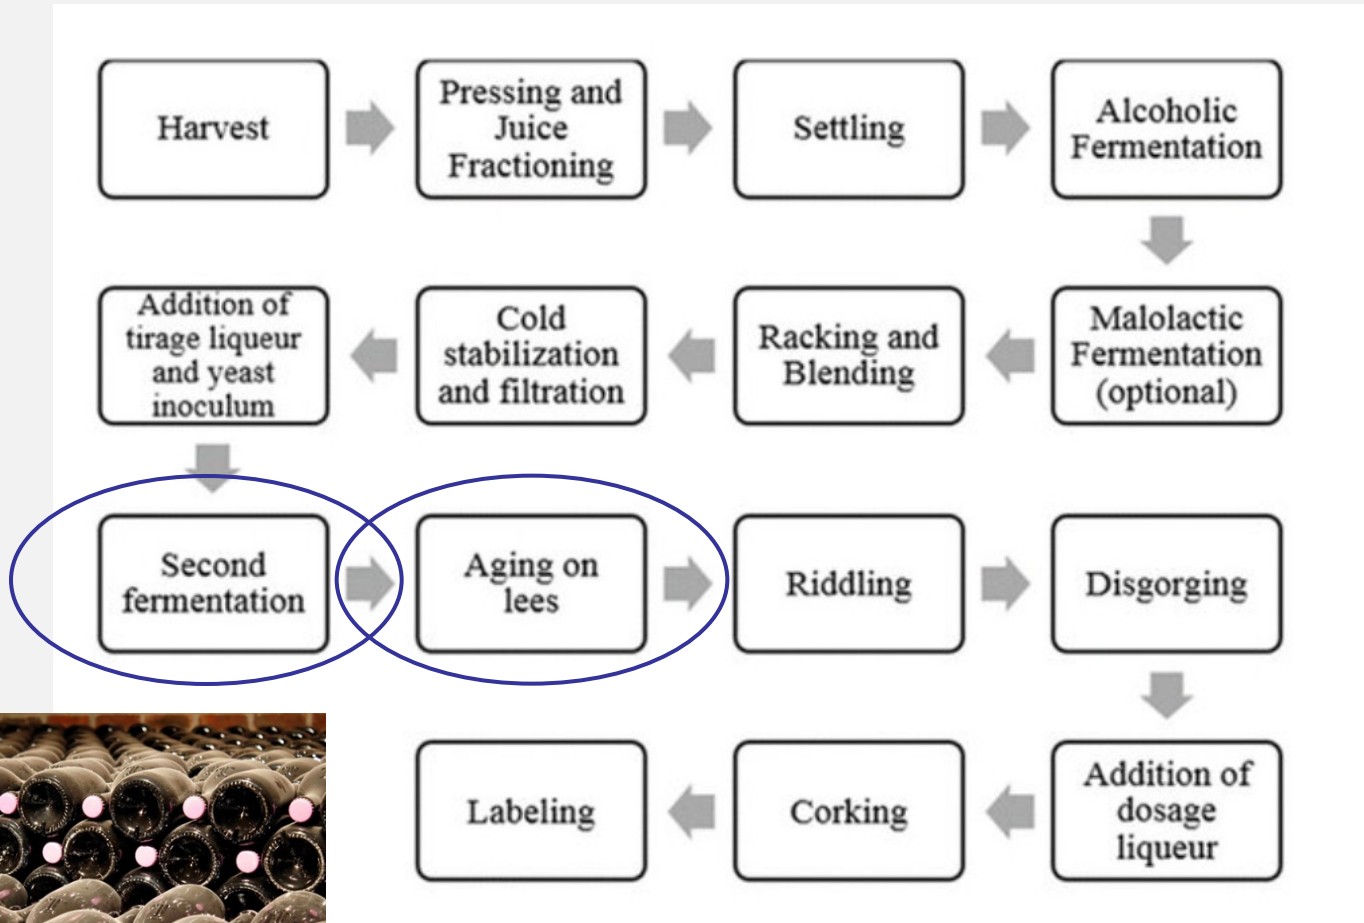 Harvest
Pressing and
Juice
Fractioning
Settling
Alcoholic
Fermentation
Malolactic
Fermentation
(optional)
Racking and
Blending
Cold
stabilization
and filtration
Addition of
tirage liqueur
and yeast
inoculum
Second
fermentation
Aging on
lees
Riddling
Disgorging
Addition of
dosage
liqueur
Corking
Labeling